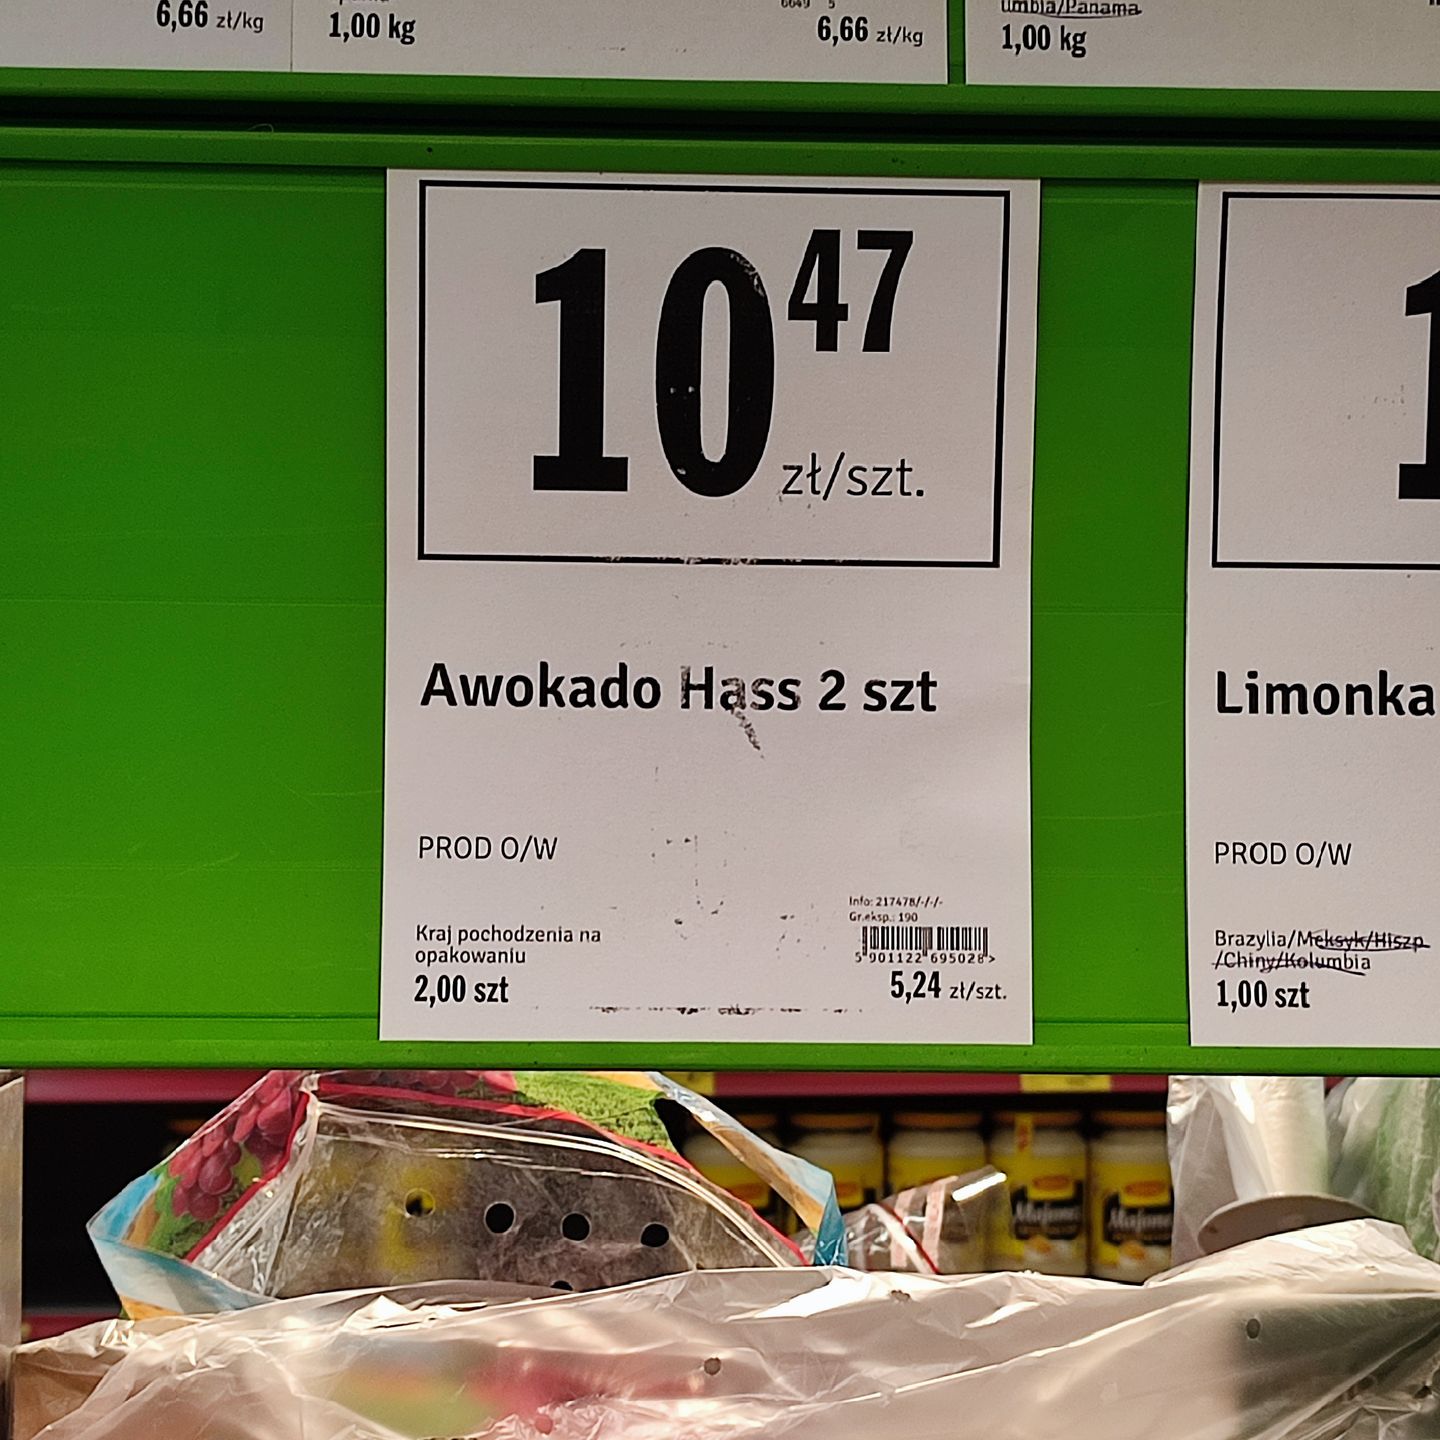 6,66 zł/kg
1,00 kg
6,66 zł/kg
umbia/Panama
1,00 kg
10 47
zł/szt.
Awokado Hass 2 szt
PROD O/W
Info: 217478/-/-/-
Gr.eksp.: 190
Kraj pochodzenia na
opakowaniu
5 901122 695028 >
2,00 szt
5,24 zł/szt.
1
Limonka
PROD O/W
Brazylia/Meksyk/Hiszp
/Chiny/Kolumbia
1,00 szt